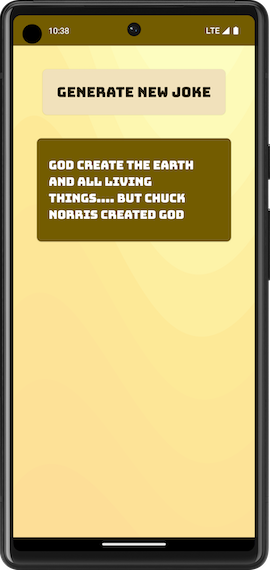 10:38 LTE
GENERATE NEW JOKE
GOD CREATE THE EARTH
AND ALL LIVING
THINGS.... BUT CHUCK
NORRIS CREATED GOD